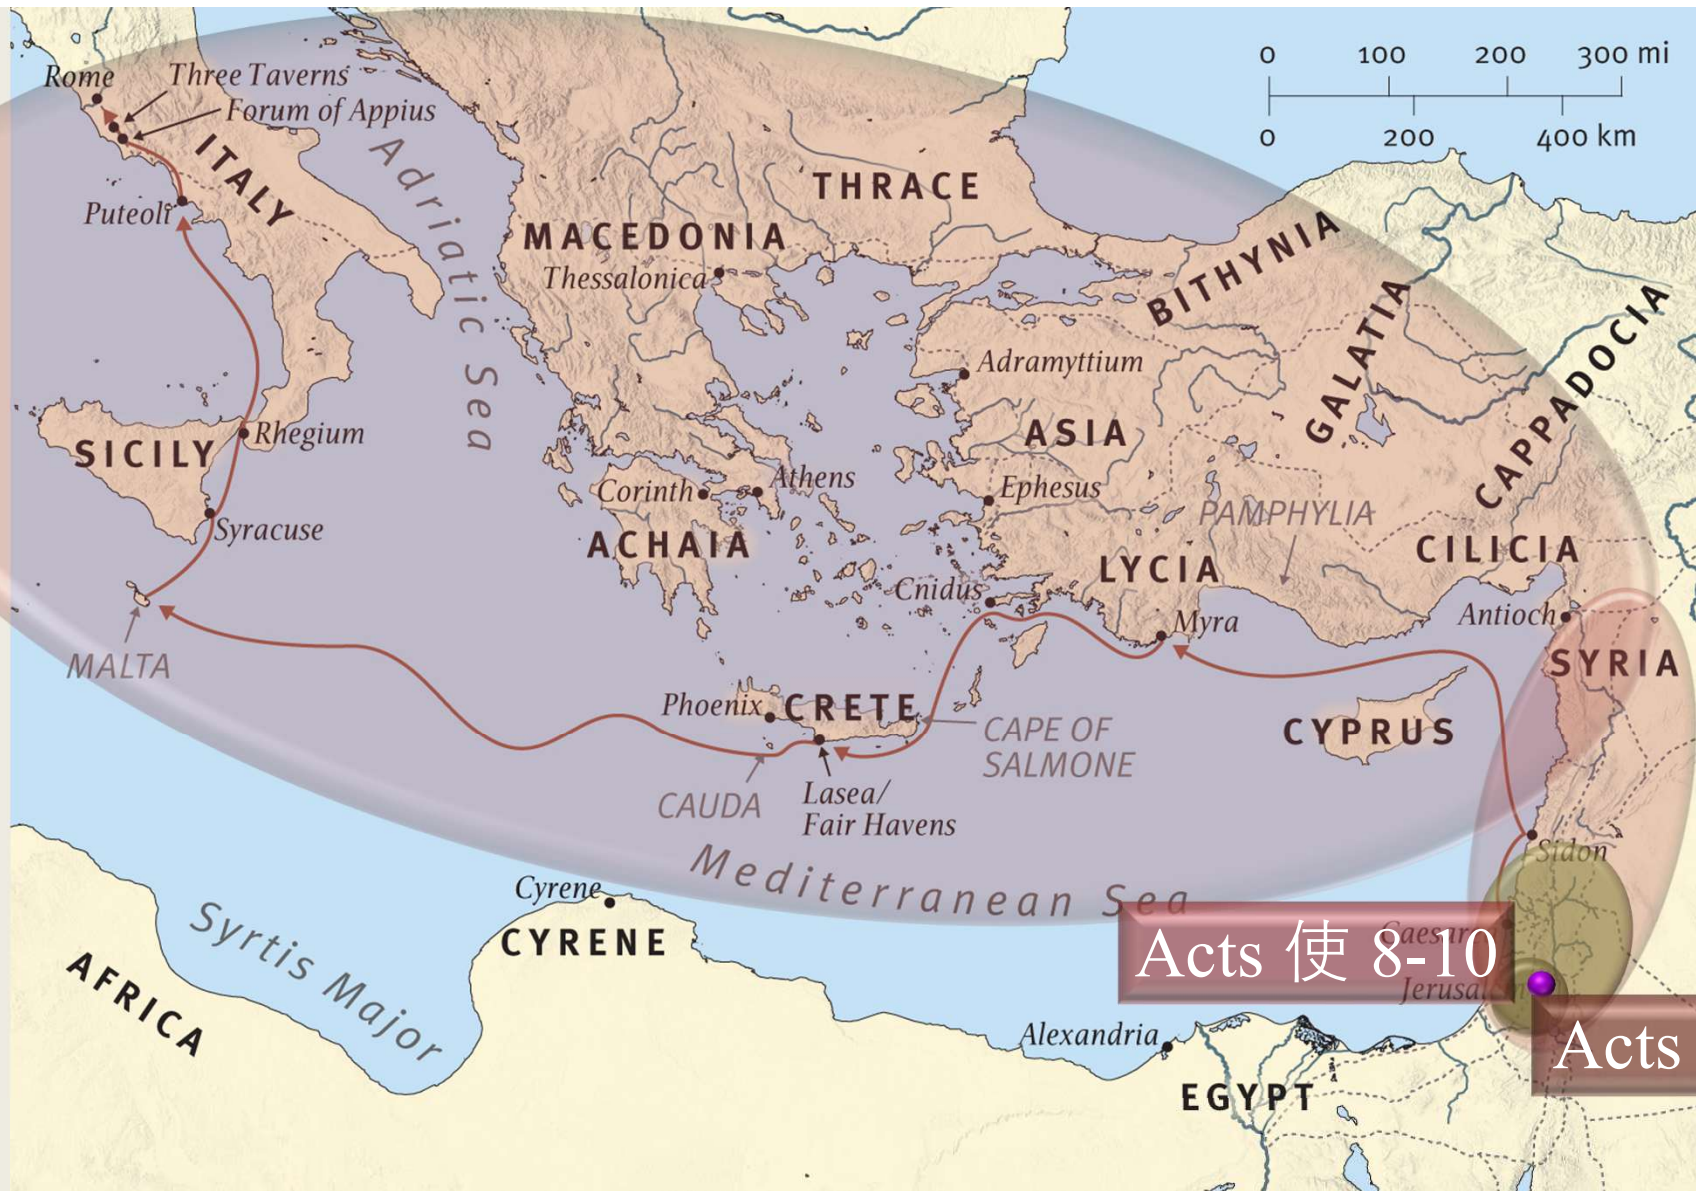 0 100 200 300 mi
0 200 400 km
Rome
Three Taverns
Forum of Appius
ITALY
Adriatic Sea
Puteoli
THRACE
MACEDONIA
Thessalonica
BITHYNIA
GALATIA
CAPPADOCIA
Adramyttium
ASIA
SICILY
Rhegium
Syracuse
Corinth
Athens
ACHAIA
Ephesus
PAMPHYLIA
LYCIA
CILICIA
Cnidus
Myra
Antioch
SYRIA
MALTA
Phoenix
CRETE
CAPE OF
SALMONE
CYPRUS
CAUDA
Lasea/
Fair Havens
Sidon
Mediterranean Sea
Cyrene
CYRENE
Syrtis Major
AFRICA
Caesarea
Acts 使 8-10
Jerusalem
Acts
Alexandria
EGYPT